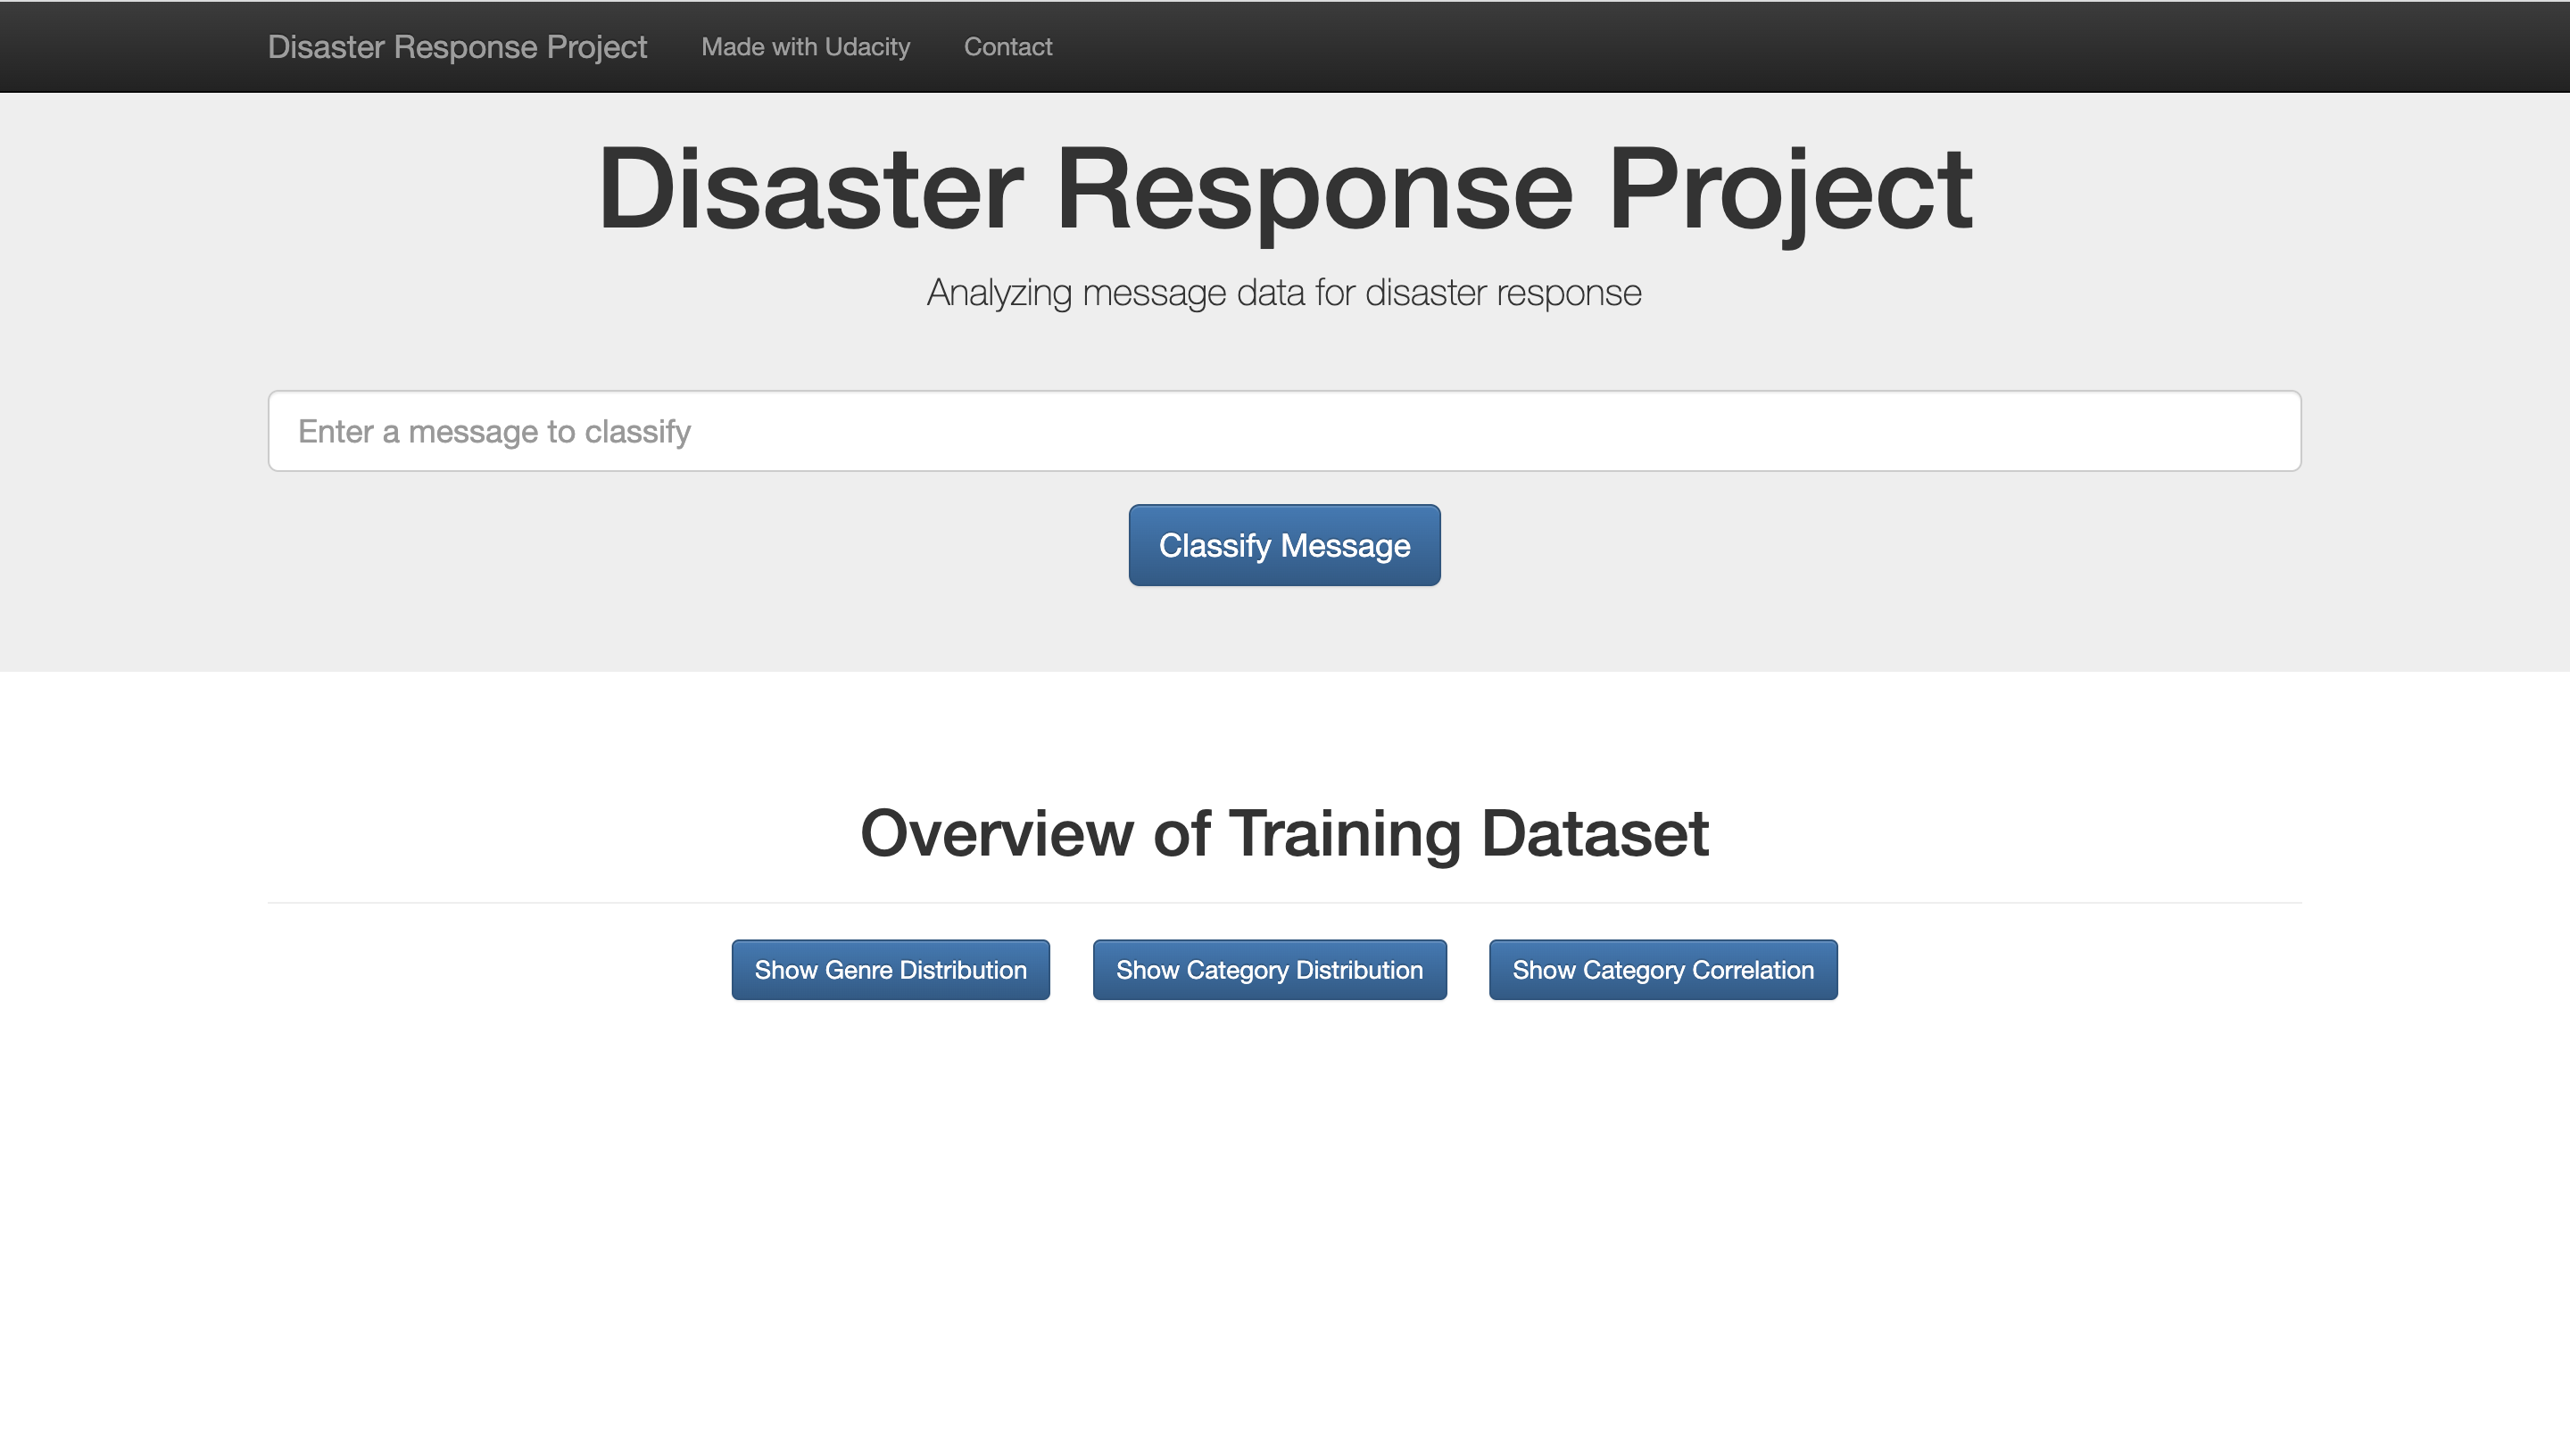 Disaster Response Project Made with Udacity Contact
Disaster Response Project
Analyzing message data for disaster response
Enter a message to classify
Classify Message
Overview of Training Dataset
Show Genre Distribution Show Category Distribution Show Category Correlation